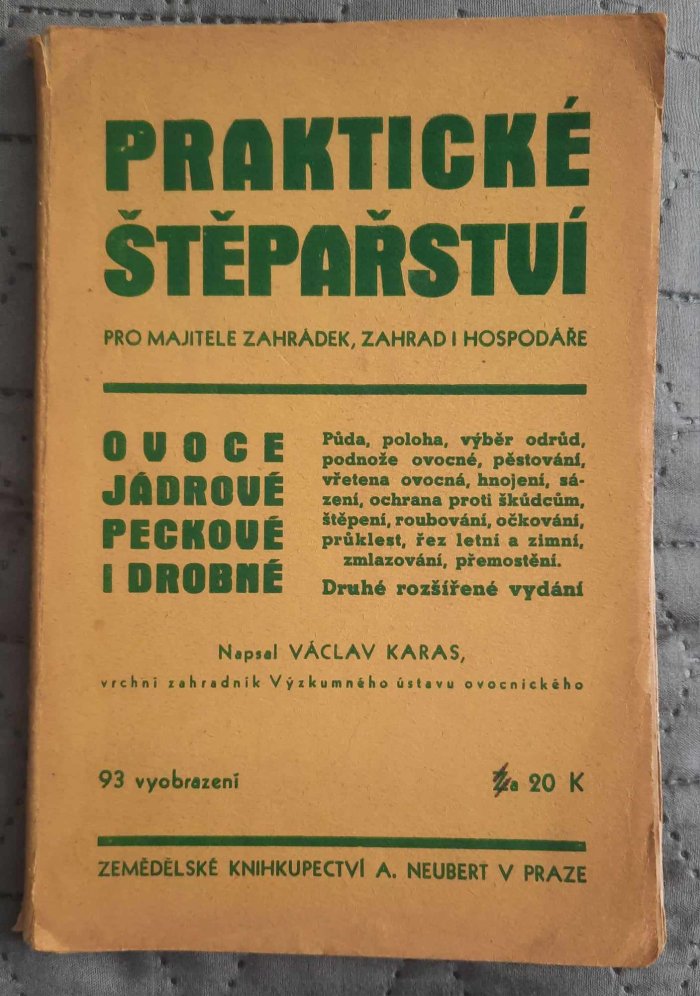 PRAKTICKÉ
ŠTĚPAŘSTVÍ
PRO MAJITELE ZAHRÁDEK, ZAHRAD I HOSPODÁŘE
OVOCE
JÁDROVÉ
PECKOVÉ
I DROBNÉ
Půda, poloha, výběr odrůd,
podnože ovocné, pěstování,
vřetena ovocná, hnojení, sá-
zení, ochrana proti škůdcům,
štěpení, roubování, očkování,
průklest, řez letní a zimní,
zmlazování, přemostění.
Druhé rozšířené vydání
Napsal VÁCLAV KARAS,
vrchní zahradník Výzkumného ústavu ovocnického
93 vyobrazení
za 20 K
ZEMĚDĚLSKÉ KNIHKUPECTVÍ A. NEUBERT V PRAZE